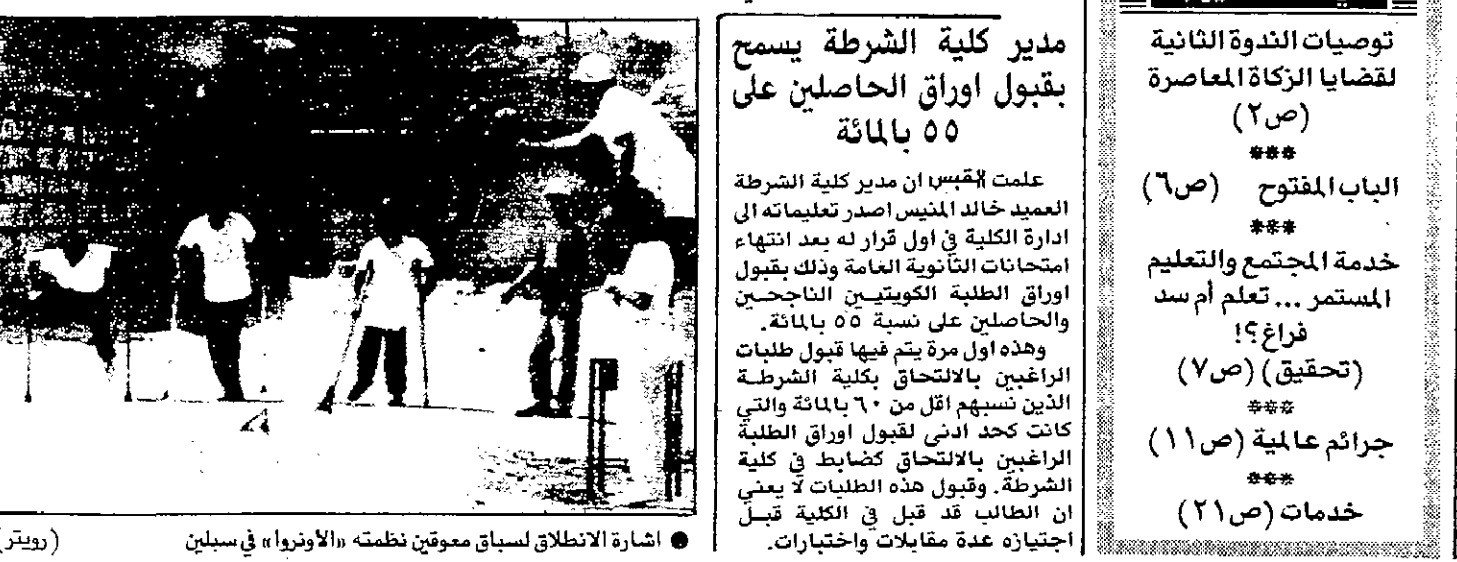 توصيات الندوة الثانية
لقضايا الزكاة المعاصرة
(ص٢)
***
الباب المفتوح (ص٦)
***
خدمة المجتمع والتعليم
المستمر ... تعلم أم سد
فراغ؟!
(تحقيق) (ص٧)
***
جرائم عالمية (ص١١)
***
خدمات (ص٢١)
مدير كلية الشرطة يسمح
بقبول اوراق الحاصلين على
٥٥ بالمائة
علمت القبس ان مدير كلية الشرطة
العميد خالد المنيس اصدر تعليماته الى
ادارة الكلية في اول قرار له بعد انتهاء
امتحانات الثانوية العامة وذلك بقبول
اوراق الطلبة الكويتيين الناجحين
والحاصلين على نسبة ٥٥ بالمائة.
وهذه اول مرة يتم فيها قبول طلبات
الراغبين بالالتحاق بكلية الشرطة
الذين نسبهم اقل من ٦٠ بالمائة والتي
كانت كحد ادنى لقبول اوراق الطلبة
الراغبين بالالتحاق كضابط في كلية
الشرطة. وقبول هذه الطلبات لا يعني
ان الطالب قد قبل في الكلية قبل
اجتيازه عدة مقابلات واختبارات.
● اشارة الانطلاق لسباق معوقين نظمته «الأونروا» في سبلين (رويتر)